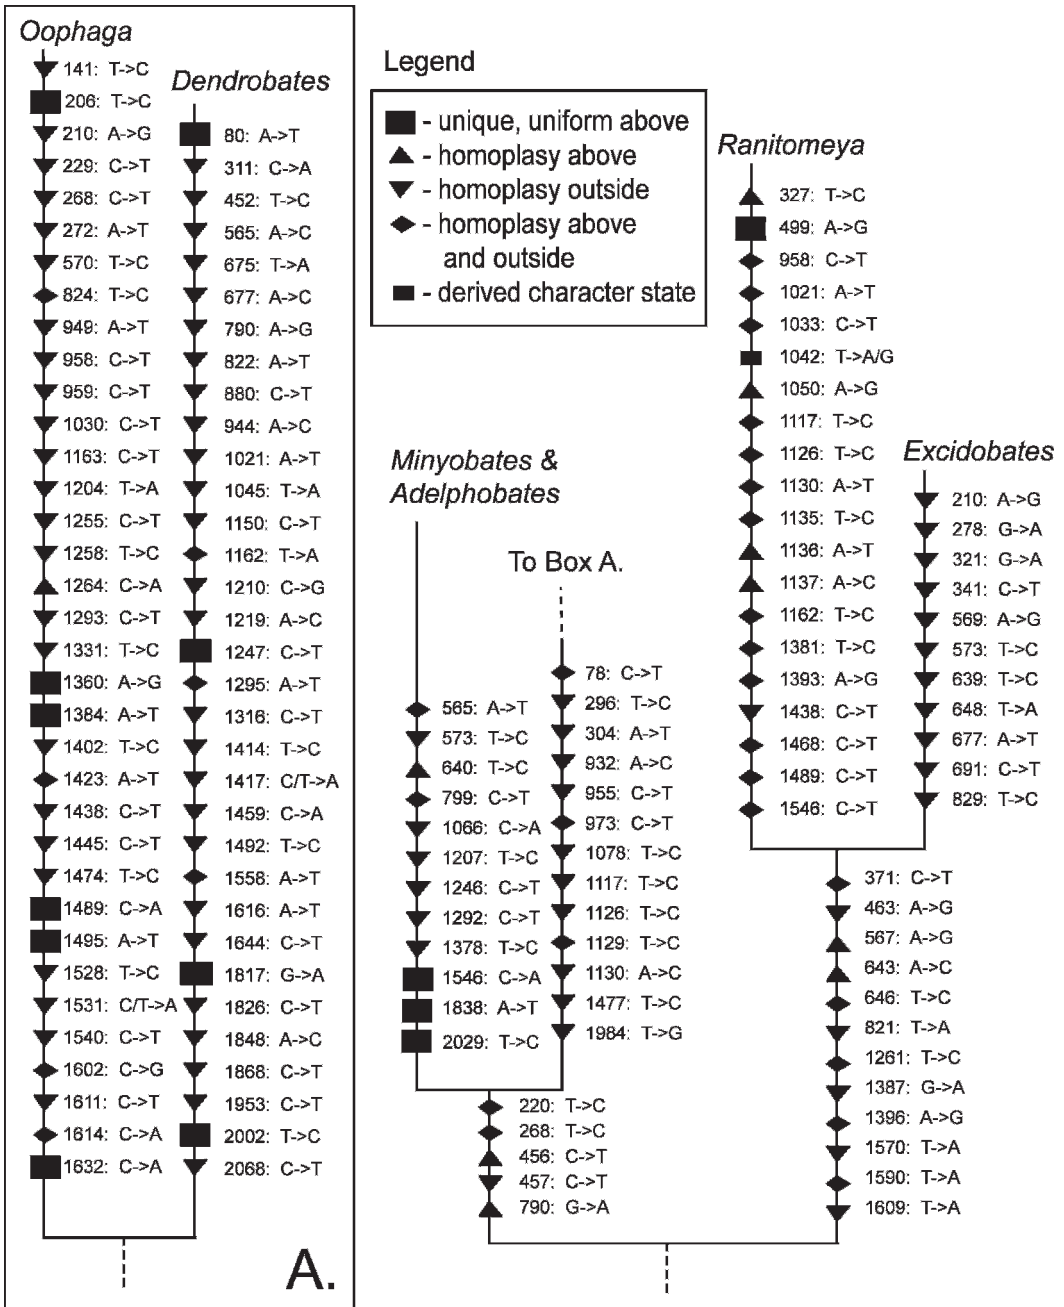 Oophaga
141: T->C
206: T->C
210: A->G
229: C->T
268: C->T
272: A->T
570: T->C
824: T->C
949: A->T
958: C->T
959: C->T
1030: C->T
1163: C->T
1204: T->A
1255: C->T
1258: T->C
1264: C->A
1293: C->T
1331: T->C
1360: A->G
1384: A->T
1402: T->C
1423: A->T
1438: C->T
1445: C->T
1474: T->C
1489: C->A
1495: A->T
1528: T->C
1531: C/T->A
1540: C->T
1602: C->G
1611: C->T
1614: C->A
1632: C->A
Dendrobates
80: A->T
311: C->A
452: T->C
565: A->C
675: T->A
677: A->C
790: A->G
822: A->T
880: C->T
944: A->C
1021: A->T
1045: T->A
1150: C->T
1162: T->A
1210: C->G
1219: A->C
1247: C->T
1295: A->T
1316: C->T
1414: T->C
1417: C/T->A
1459: C->A
1492: T->C
1558: A->T
1616: A->T
1644: C->T
1817: G->A
1826: C->T
1848: A->C
1868: C->T
1953: C->T
2002: T->C
2068: C->T
A.
Legend
- unique, uniform above
- homoplasy above
- homoplasy outside
- homoplasy above
and outside
- derived character state
Minyobates &
Adelphobates
565: A->T
573: T->C
640: T->C
799: C->T
1066: C->A
1207: T->C
1246: C->T
1292: C->T
1378: T->C
1546: C->A
1838: A->T
2029: T->C
To Box A.
78: C->T
296: T->C
304: A->T
932: A->C
955: C->T
973: C->T
1078: T->C
1117: T->C
1126: T->C
1129: T->C
1130: A->C
1477: T->C
1984: T->G
220: T->C
268: T->C
456: C->T
457: C->T
790: G->A
Ranitomeya
327: T->C
499: A->G
958: C->T
1021: A->T
1033: C->T
1042: T->A/G
1050: A->G
1117: T->C
1126: T->C
1130: A->T
1135: T->C
1136: A->T
1137: A->C
1162: T->C
1381: T->C
1393: A->G
1438: C->T
1468: C->T
1489: C->T
1546: C->T
Excidobates
210: A->G
278: G->A
321: G->A
341: C->T
569: A->G
573: T->C
639: T->C
648: T->A
677: A->T
691: C->T
829: T->C
371: C->T
463: A->G
567: A->G
643: A->C
646: T->C
821: T->A
1261: T->C
1387: G->A
1396: A->G
1570: T->A
1590: T->A
1609: T->A